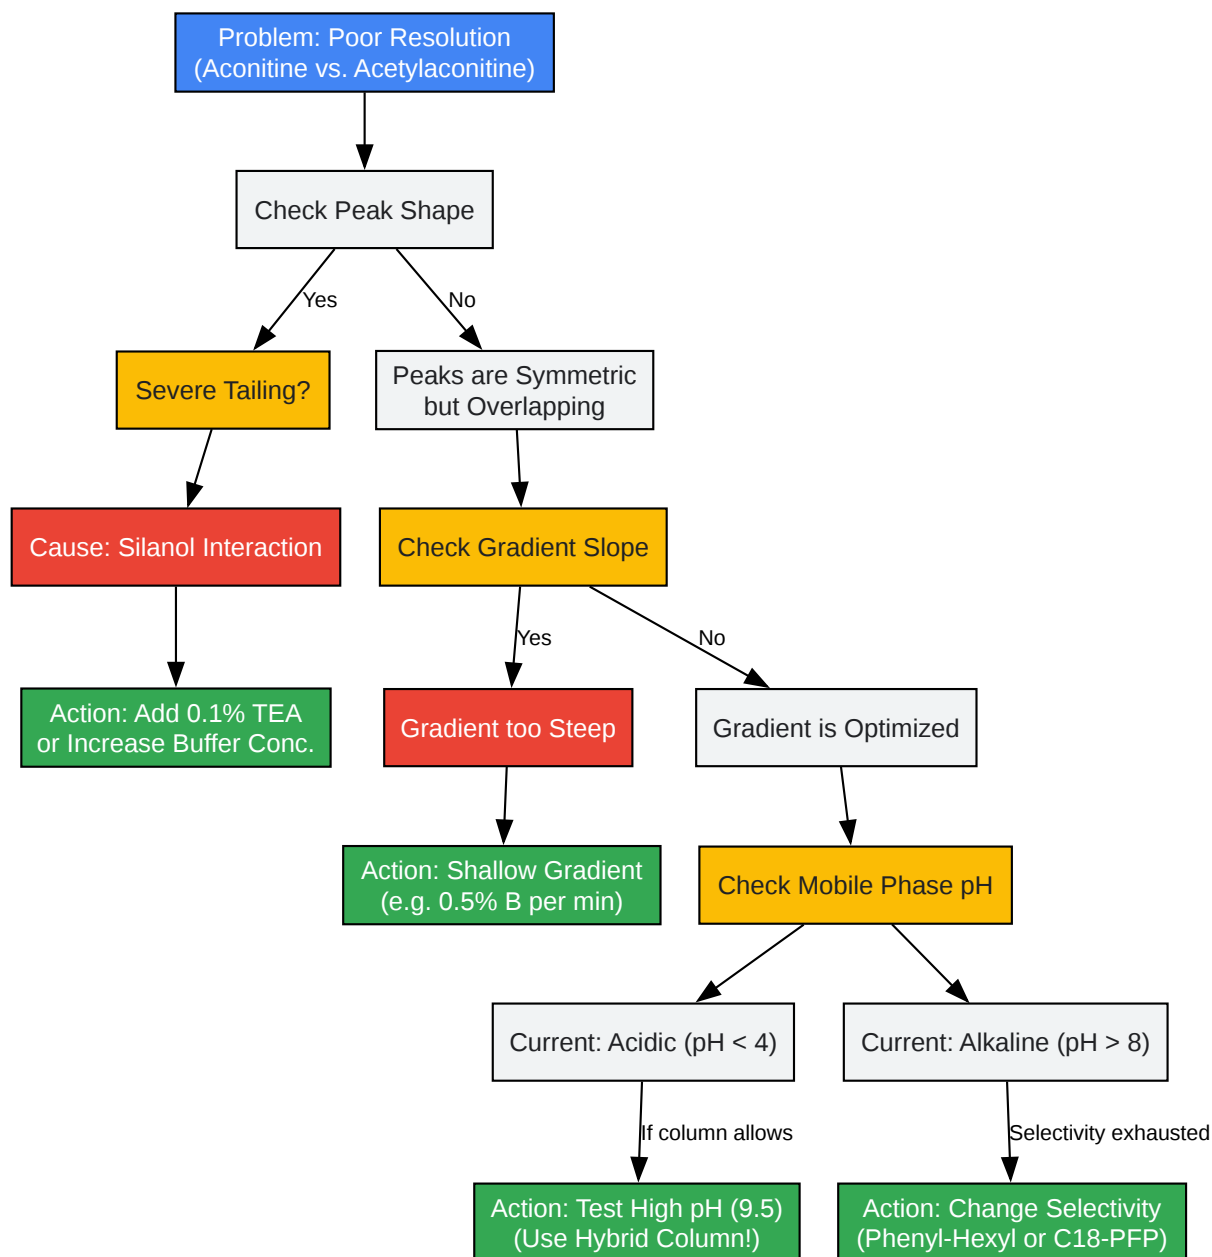 Problem: Poor Resolution
(Aconitine vs. Acetylaconitine)
Check Peak Shape
Yes
No
Severe Tailing?
Peaks are Symmetric
but Overlapping
Cause: Silanol Interaction
Check Gradient Slope
Yes
No
Action: Add 0.1% TEA
or Increase Buffer Conc.
Gradient too Steep
Gradient is Optimized
Action: Shallow Gradient
(e.g. 0.5% B per min)
Check Mobile Phase pH
Current: Acidic (pH < 4)
Current: Alkaline (pH > 8)
If column allows
Selectivity exhausted
Action: Test High pH (9.5)
(Use Hybrid Column!)
Action: Change Selectivity
(Phenyl-Hexyl or C18-PFP)